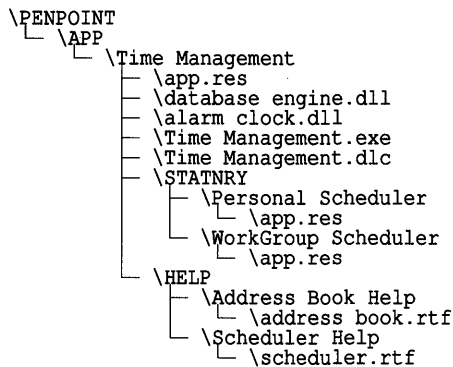 \PENPOINT
\APP
\Time Management
\app.res
\database engine.dll
\alarm clock.dll
\Time Management.exe
\Time Management.dlc
\STATNRY
\Personal Scheduler
\app.res
\WorkGroup Scheduler
\app.res
\HELP
\Address Book Help
\address book.rtf
\Scheduler Help
\scheduler.rtf